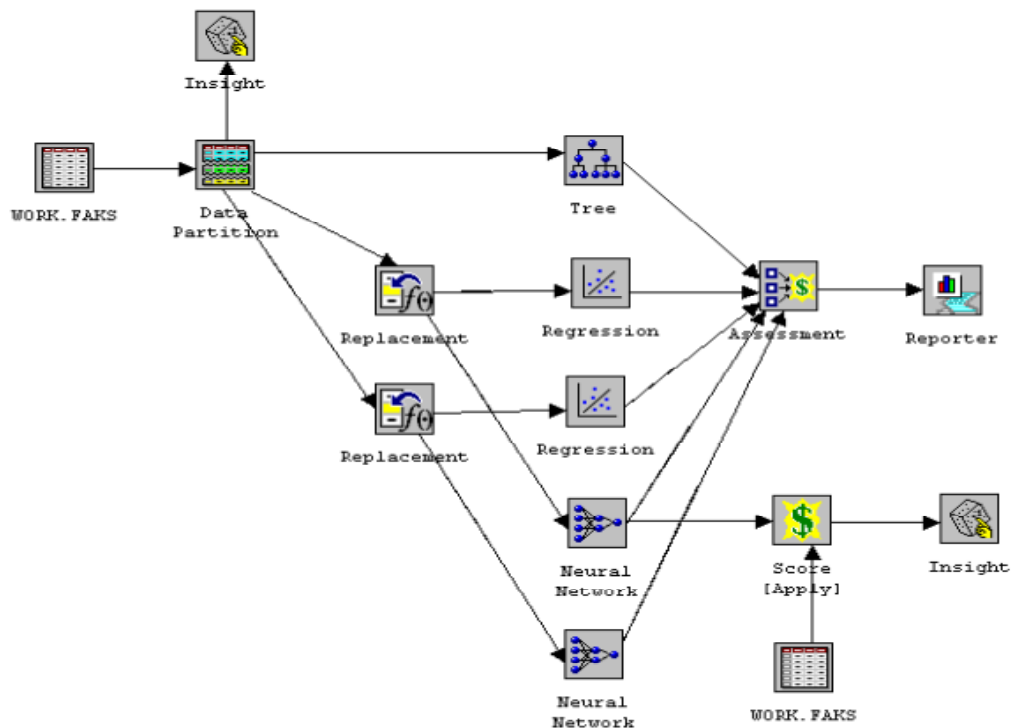 Insight
WORK.FAKS
Data
Partition
Tree
Replacement
Regression
Assessment
Reporter
Replacement
Regression
Neural
Network
Score
[Apply]
Insight
Neural
Network
WORK.FAKS